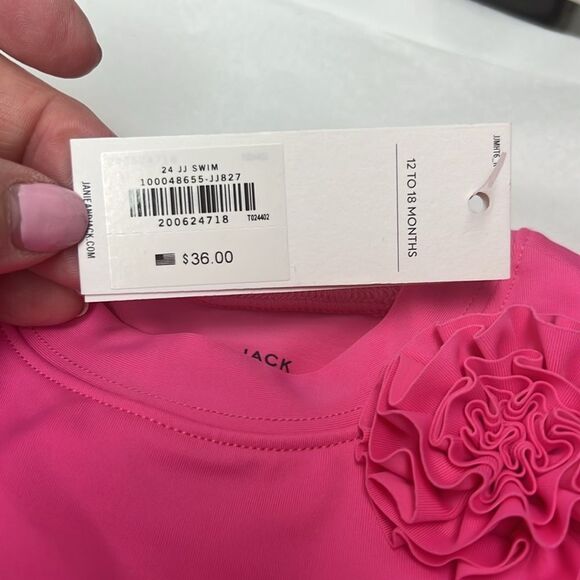 24 JJ SWIM
100048655-JJ827
200624718
T024402
$36.00
JANIEANDJACK.COM
12 TO 18 MONTHS
JACK